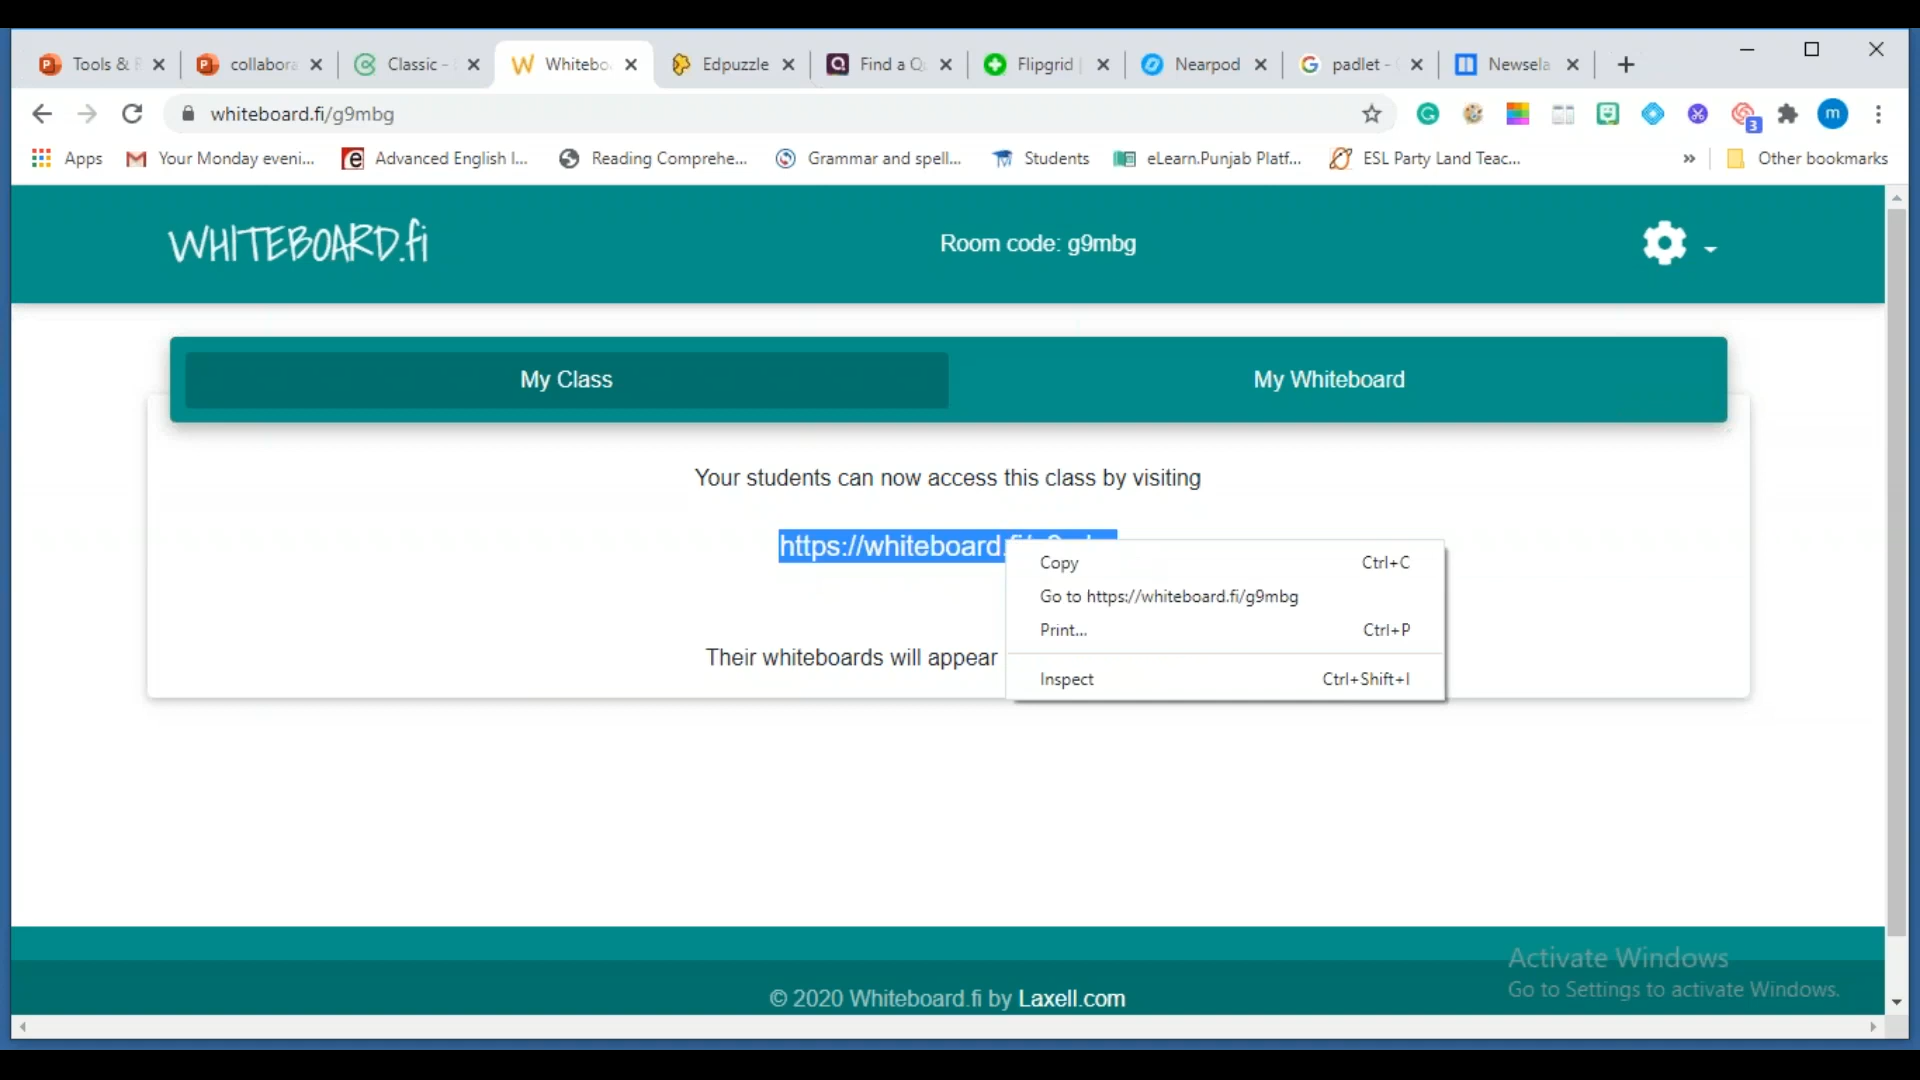 Tools &
collabora
Classic -
Whitebo
Edpuzzle
Find a Q
Flipgrid
Nearpod
padlet -
Newsela
whiteboard.fi/g9mbg
3
m
Apps
Your Monday eveni...
Advanced English I...
Reading Comprehe...
Grammar and spell...
Students
eLearn.Punjab Platf...
ESL Party Land Teac...
»
Other bookmarks
WHITEBOARD.fi
Room code: g9mbg
My Class
My Whiteboard
Your students can now access this class by visiting
https://whiteboard.
Copy Ctrl+C
Go to https://whiteboard.fi/g9mbg
Print... Ctrl+P
Their whiteboards will appear
Inspect Ctrl+Shift+I
Activate Windows
Go to Settings to activate Windows.
© 2020 Whiteboard.fi by Laxell.com